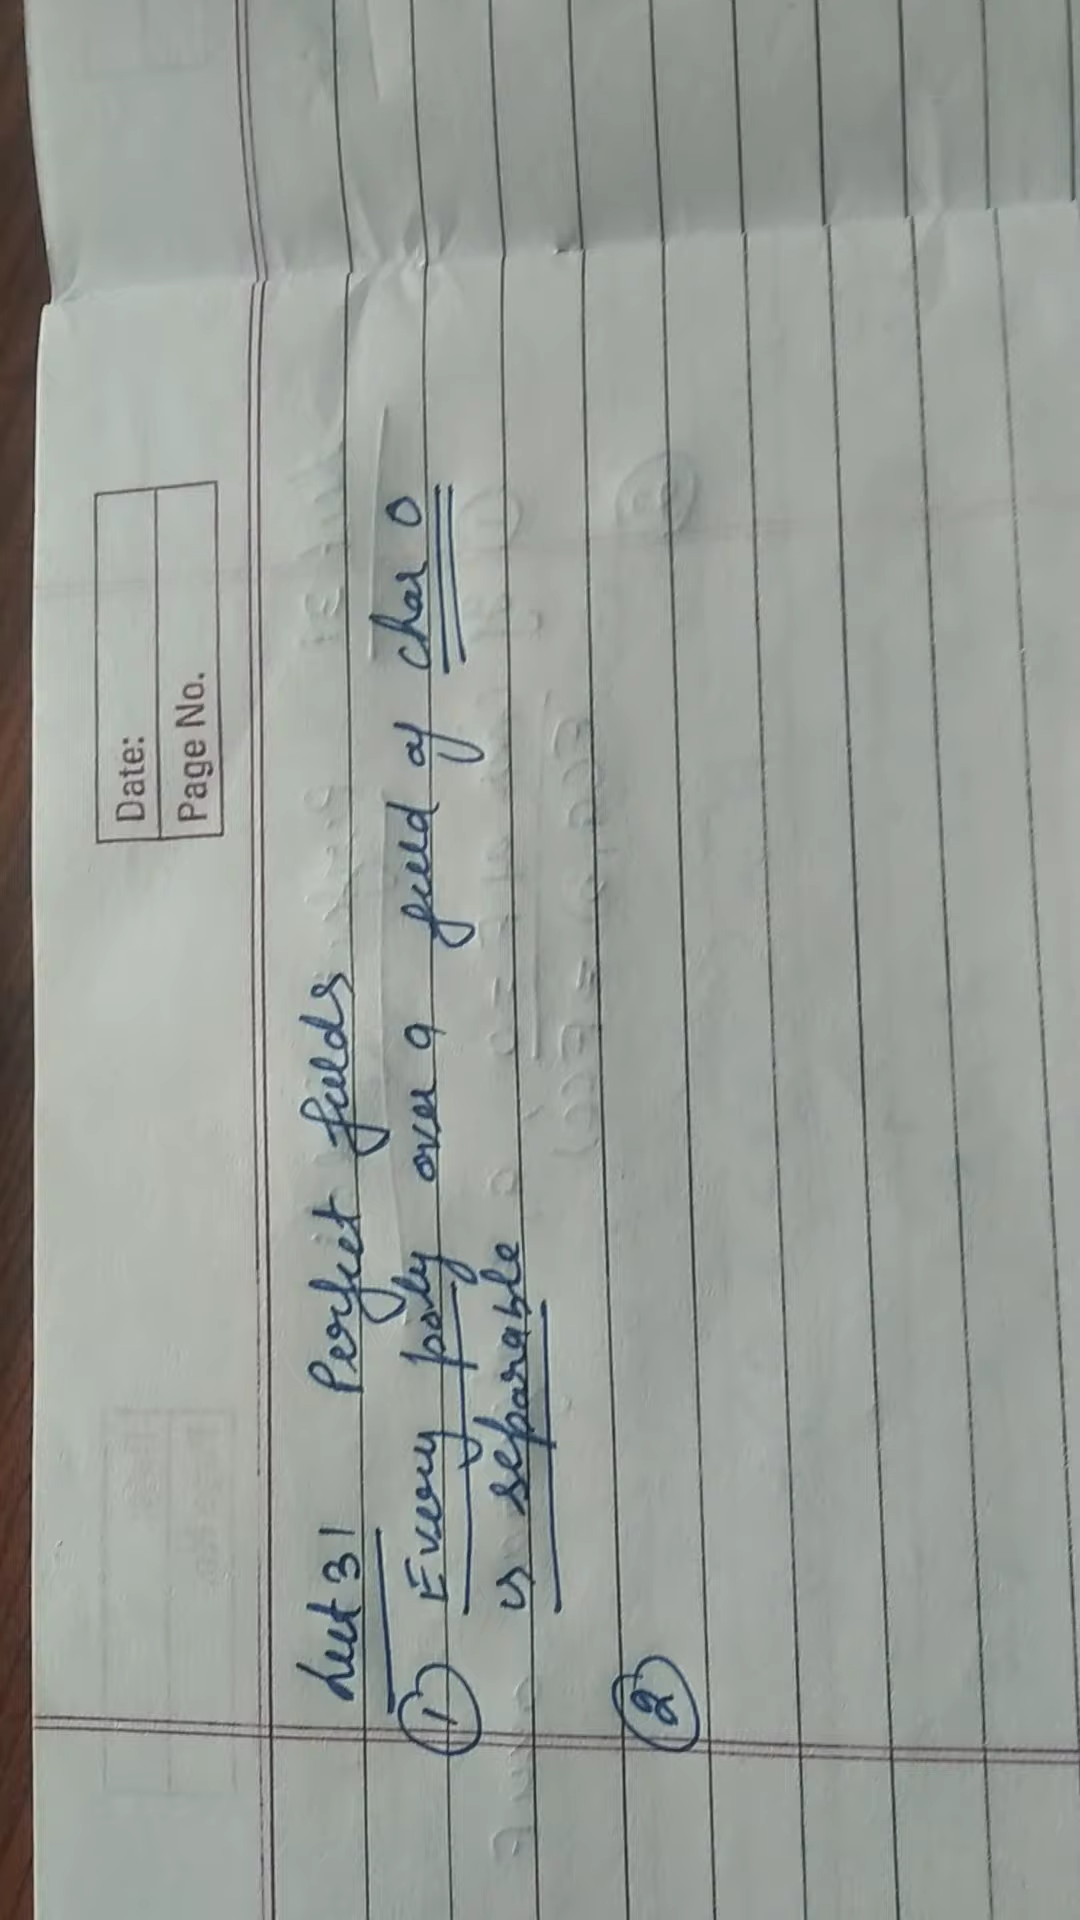 Date:
Page No.
Lect 31 Perfect fields
① Every poly over a field of char 0
is separable
②